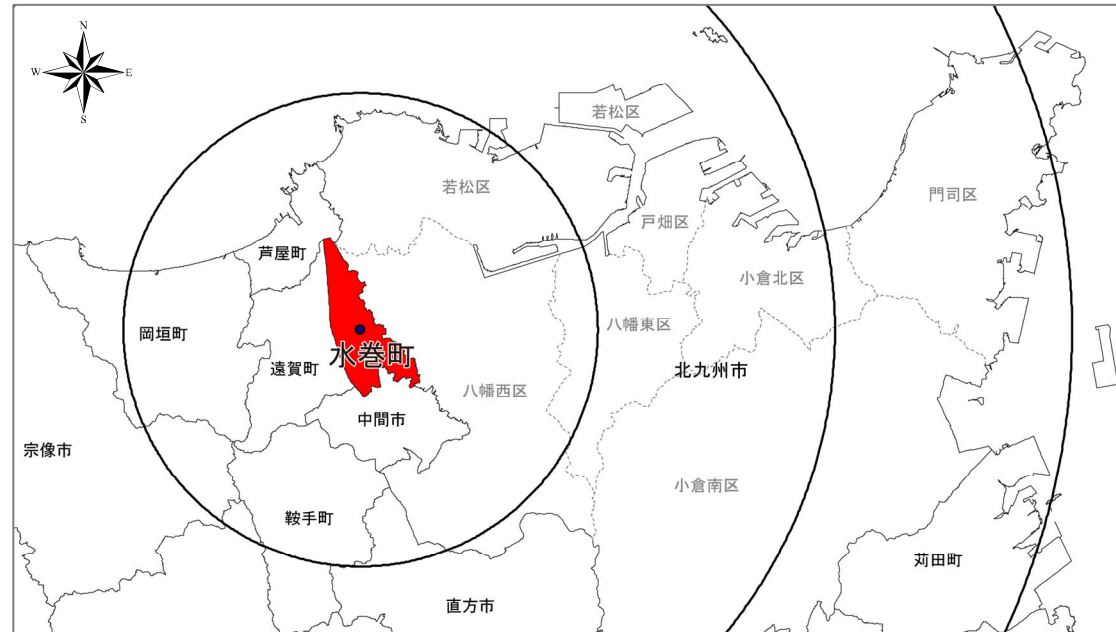 N
W
E
S
若松区
若松区
門司区
戸畑区
芦屋町
小倉北区
岡垣町
八幡東区
水巻町
遠賀町
北九州市
八幡西区
中間市
宗像市
小倉南区
鞍手町
苅田町
直方市